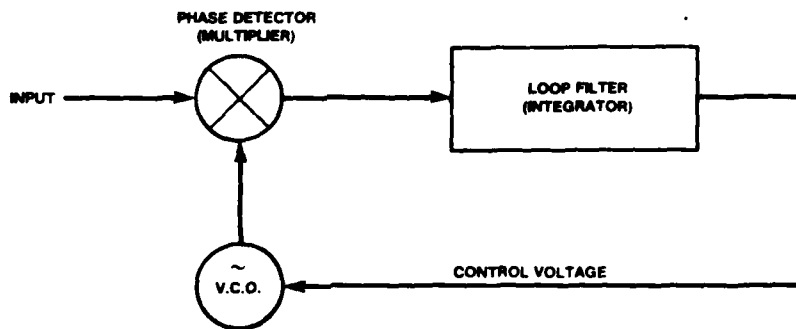 PHASE DETECTOR
(MULTIPLIER)
INPUT
LOOP FILTER
(INTEGRATOR)
~
V.C.O.
CONTROL VOLTAGE